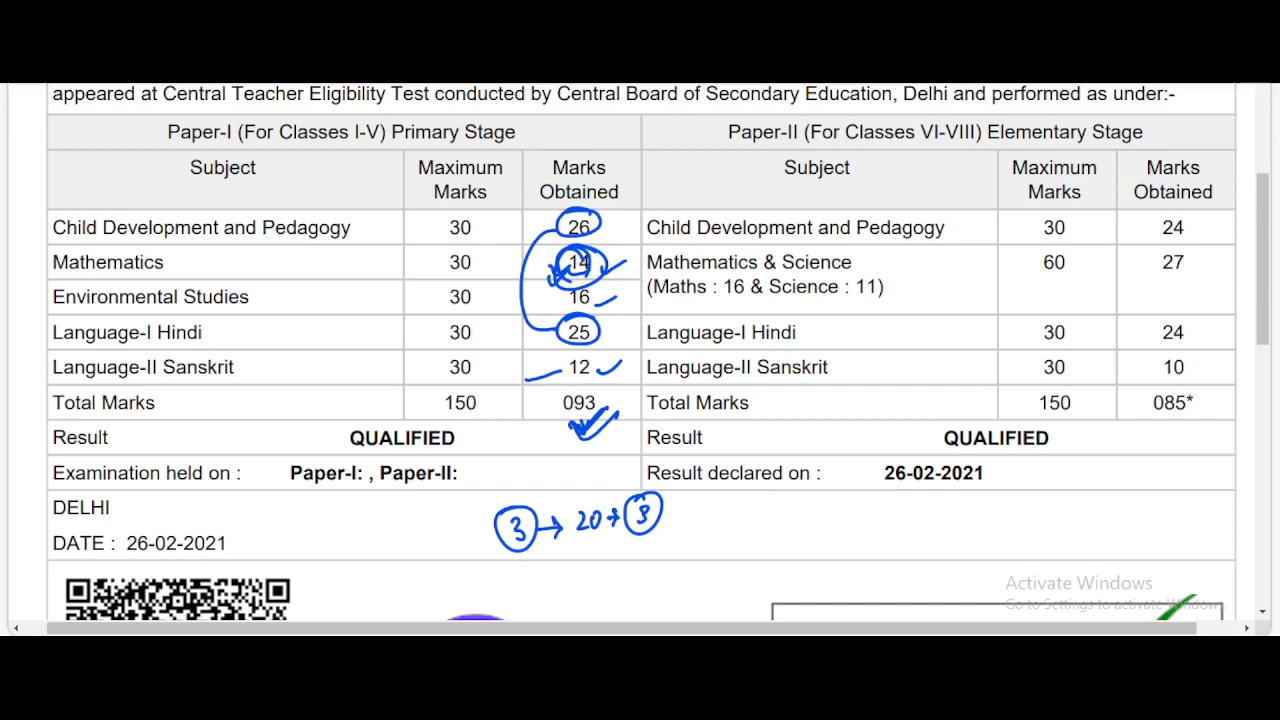 appeared at Central Teacher Eligibility Test conducted by Central Board of Secondary Education, Delhi and performed as under:-
Paper-I (For Classes I-V) Primary Stage Paper-II (For Classes VI-VIII) Elementary Stage
Subject Maximum Marks Marks Obtained Subject Maximum Marks Marks Obtained
Child Development and Pedagogy 30 26 Child Development and Pedagogy 30 24
Mathematics 30 14 Mathematics & Science 60 27
(Maths : 16 & Science : 11)
Environmental Studies 30 16
Language-I Hindi 30 25 Language-I Hindi 30 24
Language-II Sanskrit 30 12 Language-II Sanskrit 30 10
Total Marks 150 093 Total Marks 150 085*
Result QUALIFIED Result QUALIFIED
Examination held on : Paper-I: , Paper-II: Result declared on : 26-02-2021
DELHI
3 → 20 + 3
DATE : 26-02-2021
Activate Windows
Go to Settings to activate Windows.